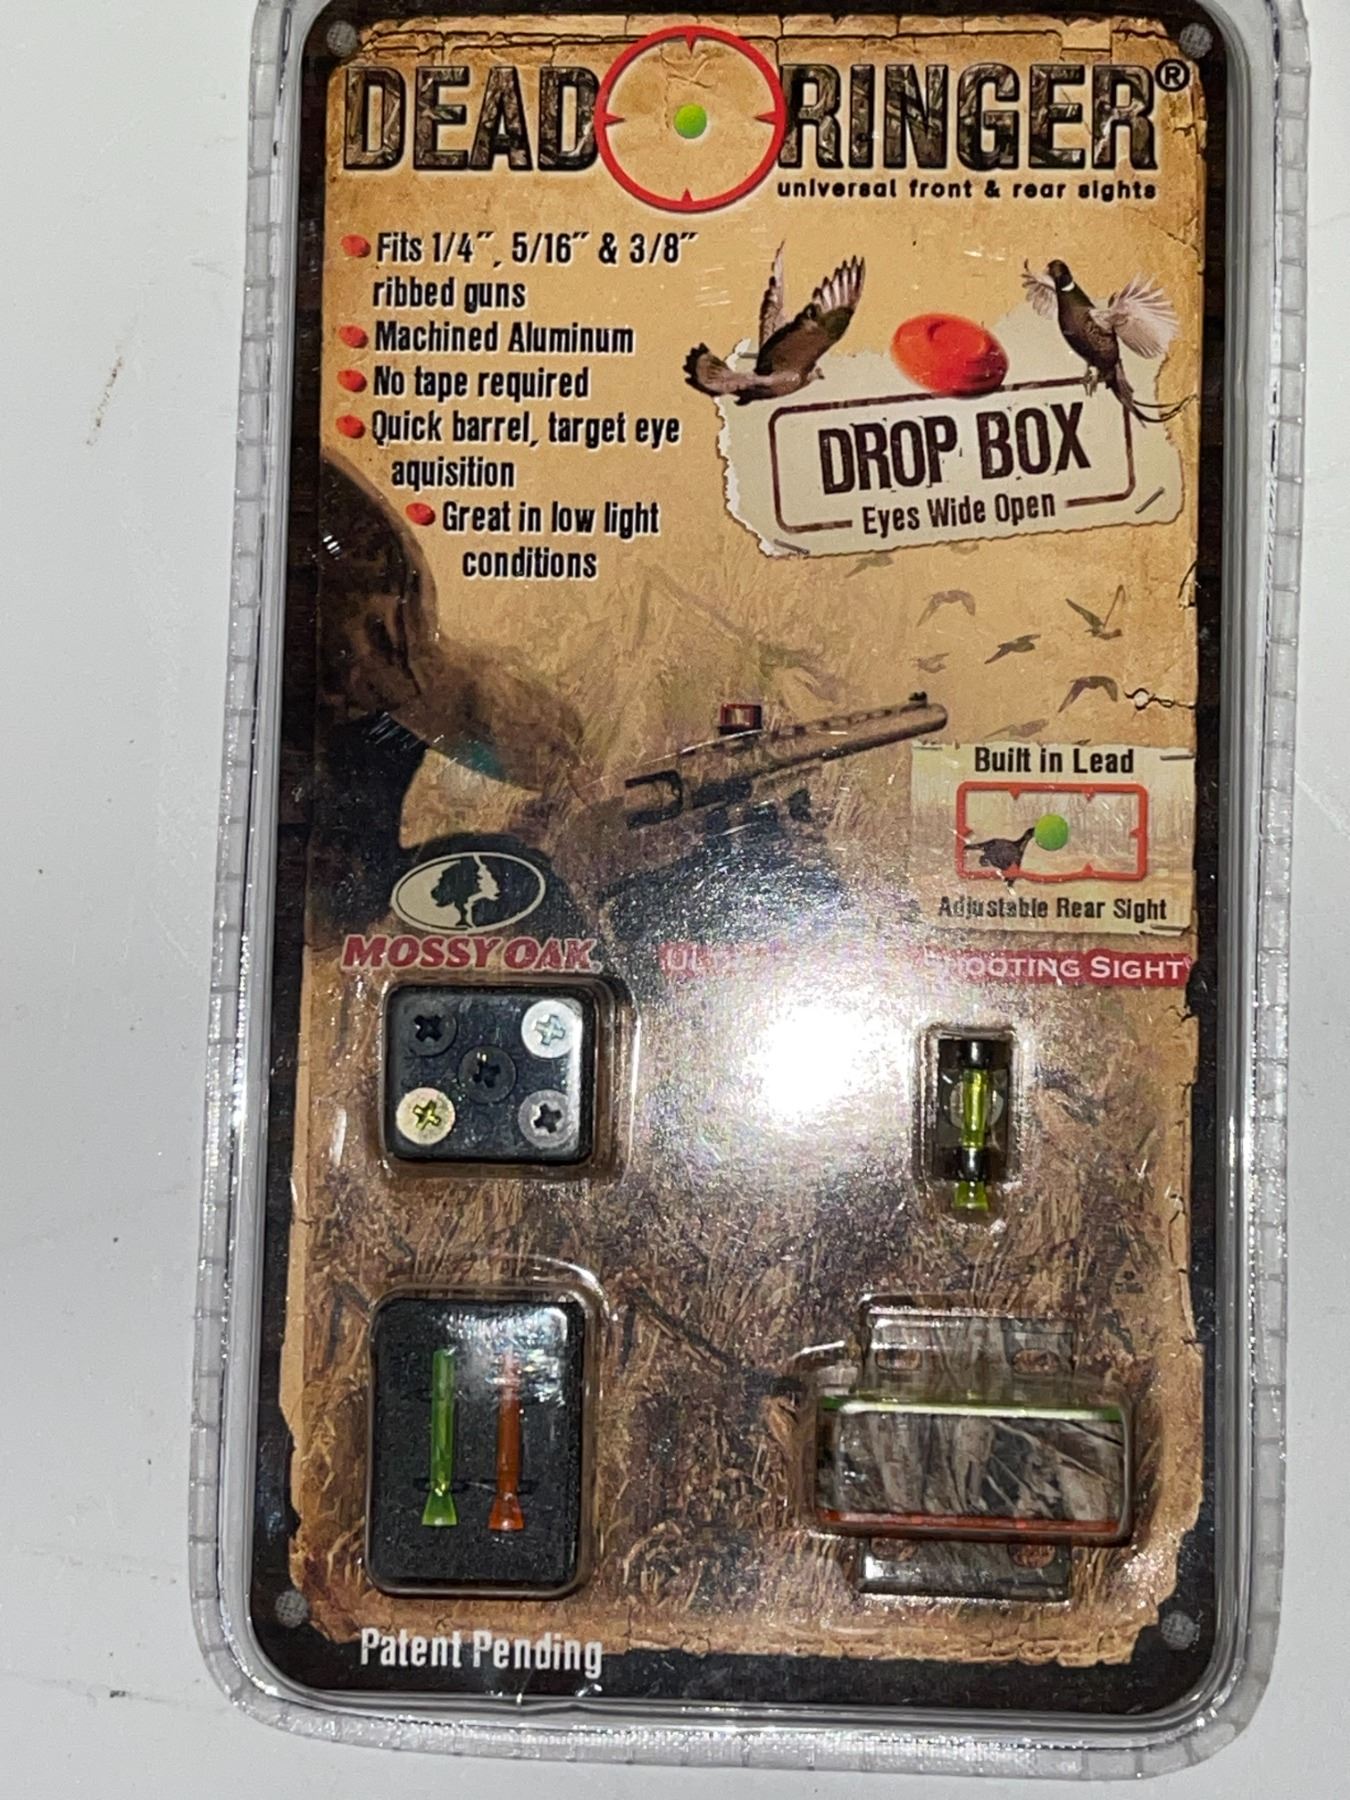 DEAD RINGER®
universal front & rear sights
Fits 1/4″, 5/16″ & 3/8″
ribbed guns
Machined Aluminum
No tape required
Quick barrel, target eye
aquisition
Great in low light
conditions
DROP BOX
Eyes Wide Open
Built in Lead
Adjustable Rear Sight
MOSSY OAK®
SHOOTING SIGHT
Patent Pending